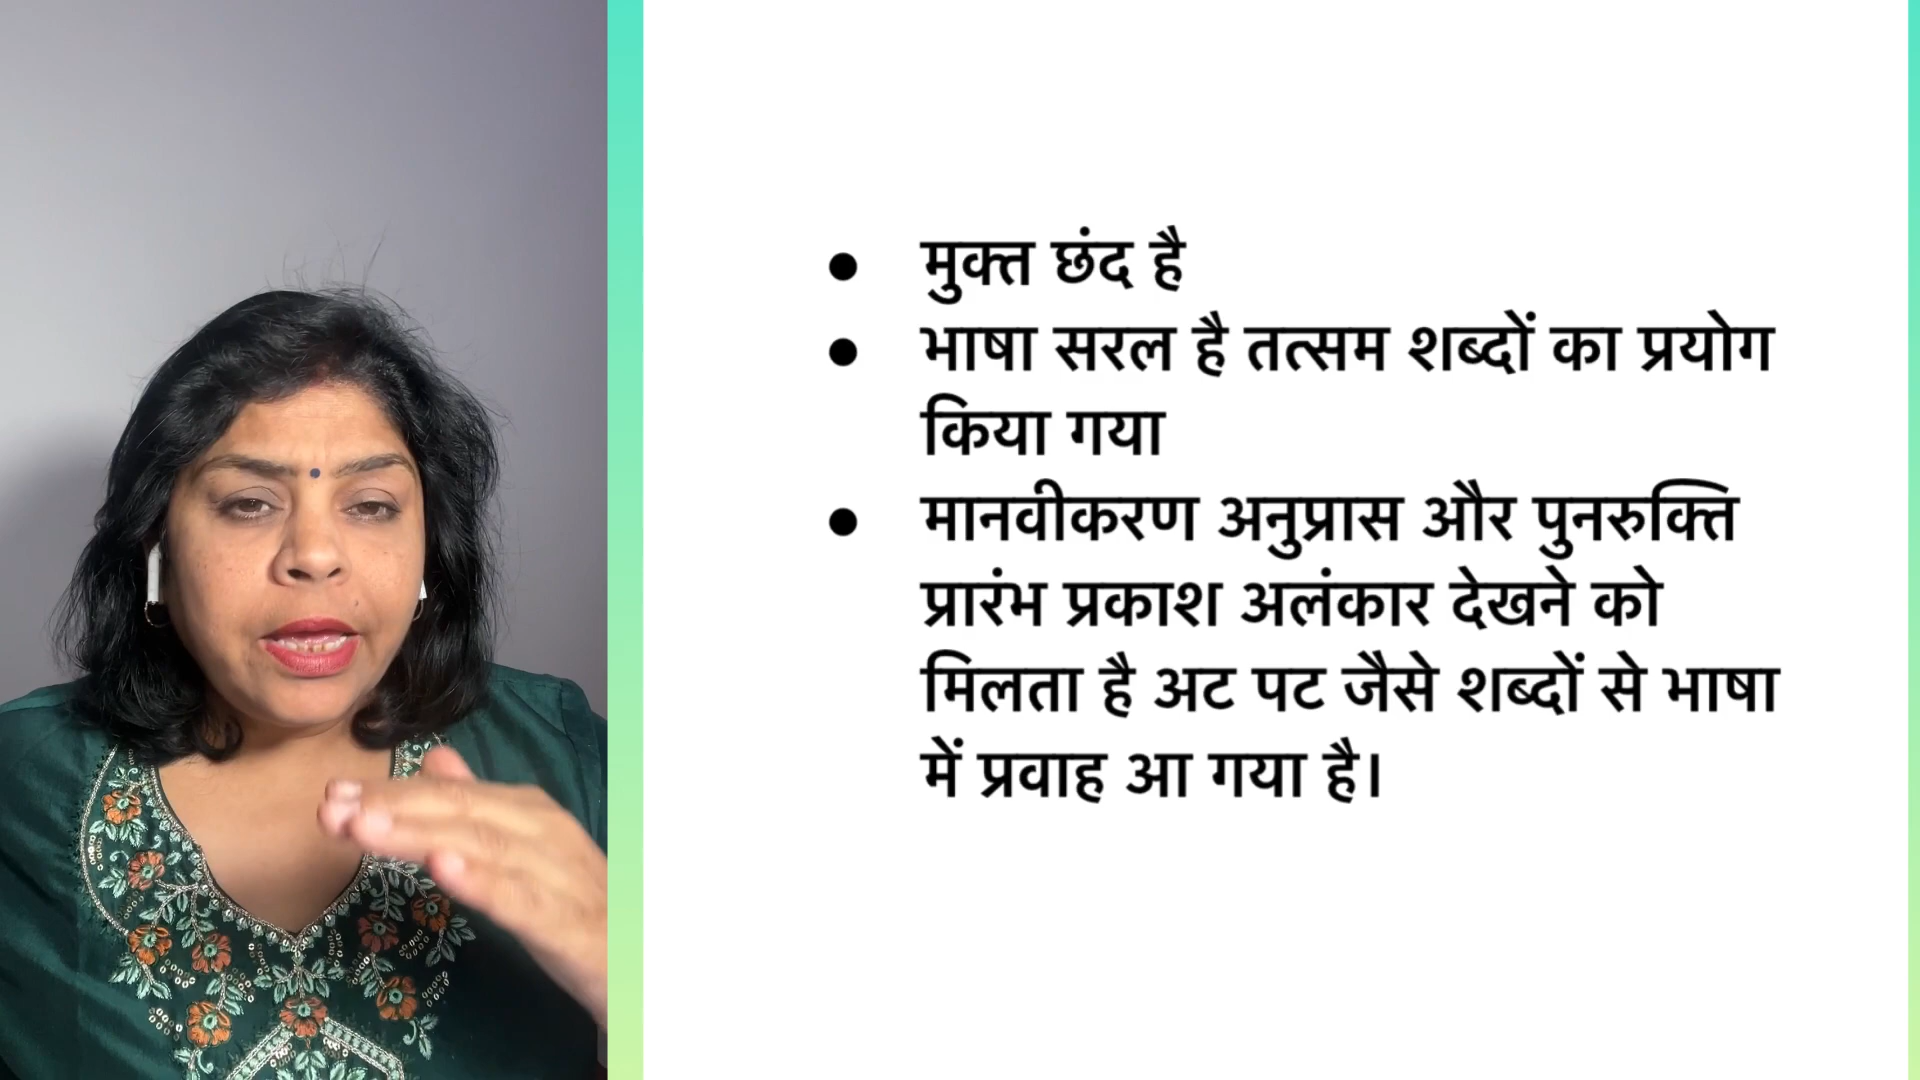 ● मुक्त छंद है
● भाषा सरल है तत्सम शब्दों का प्रयोग
किया गया
● मानवीकरण अनुप्रास और पुनरुक्ति
प्रारंभ प्रकाश अलंकार देखने को
मिलता है अट पट जैसे शब्दों से भाषा
में प्रवाह आ गया है।